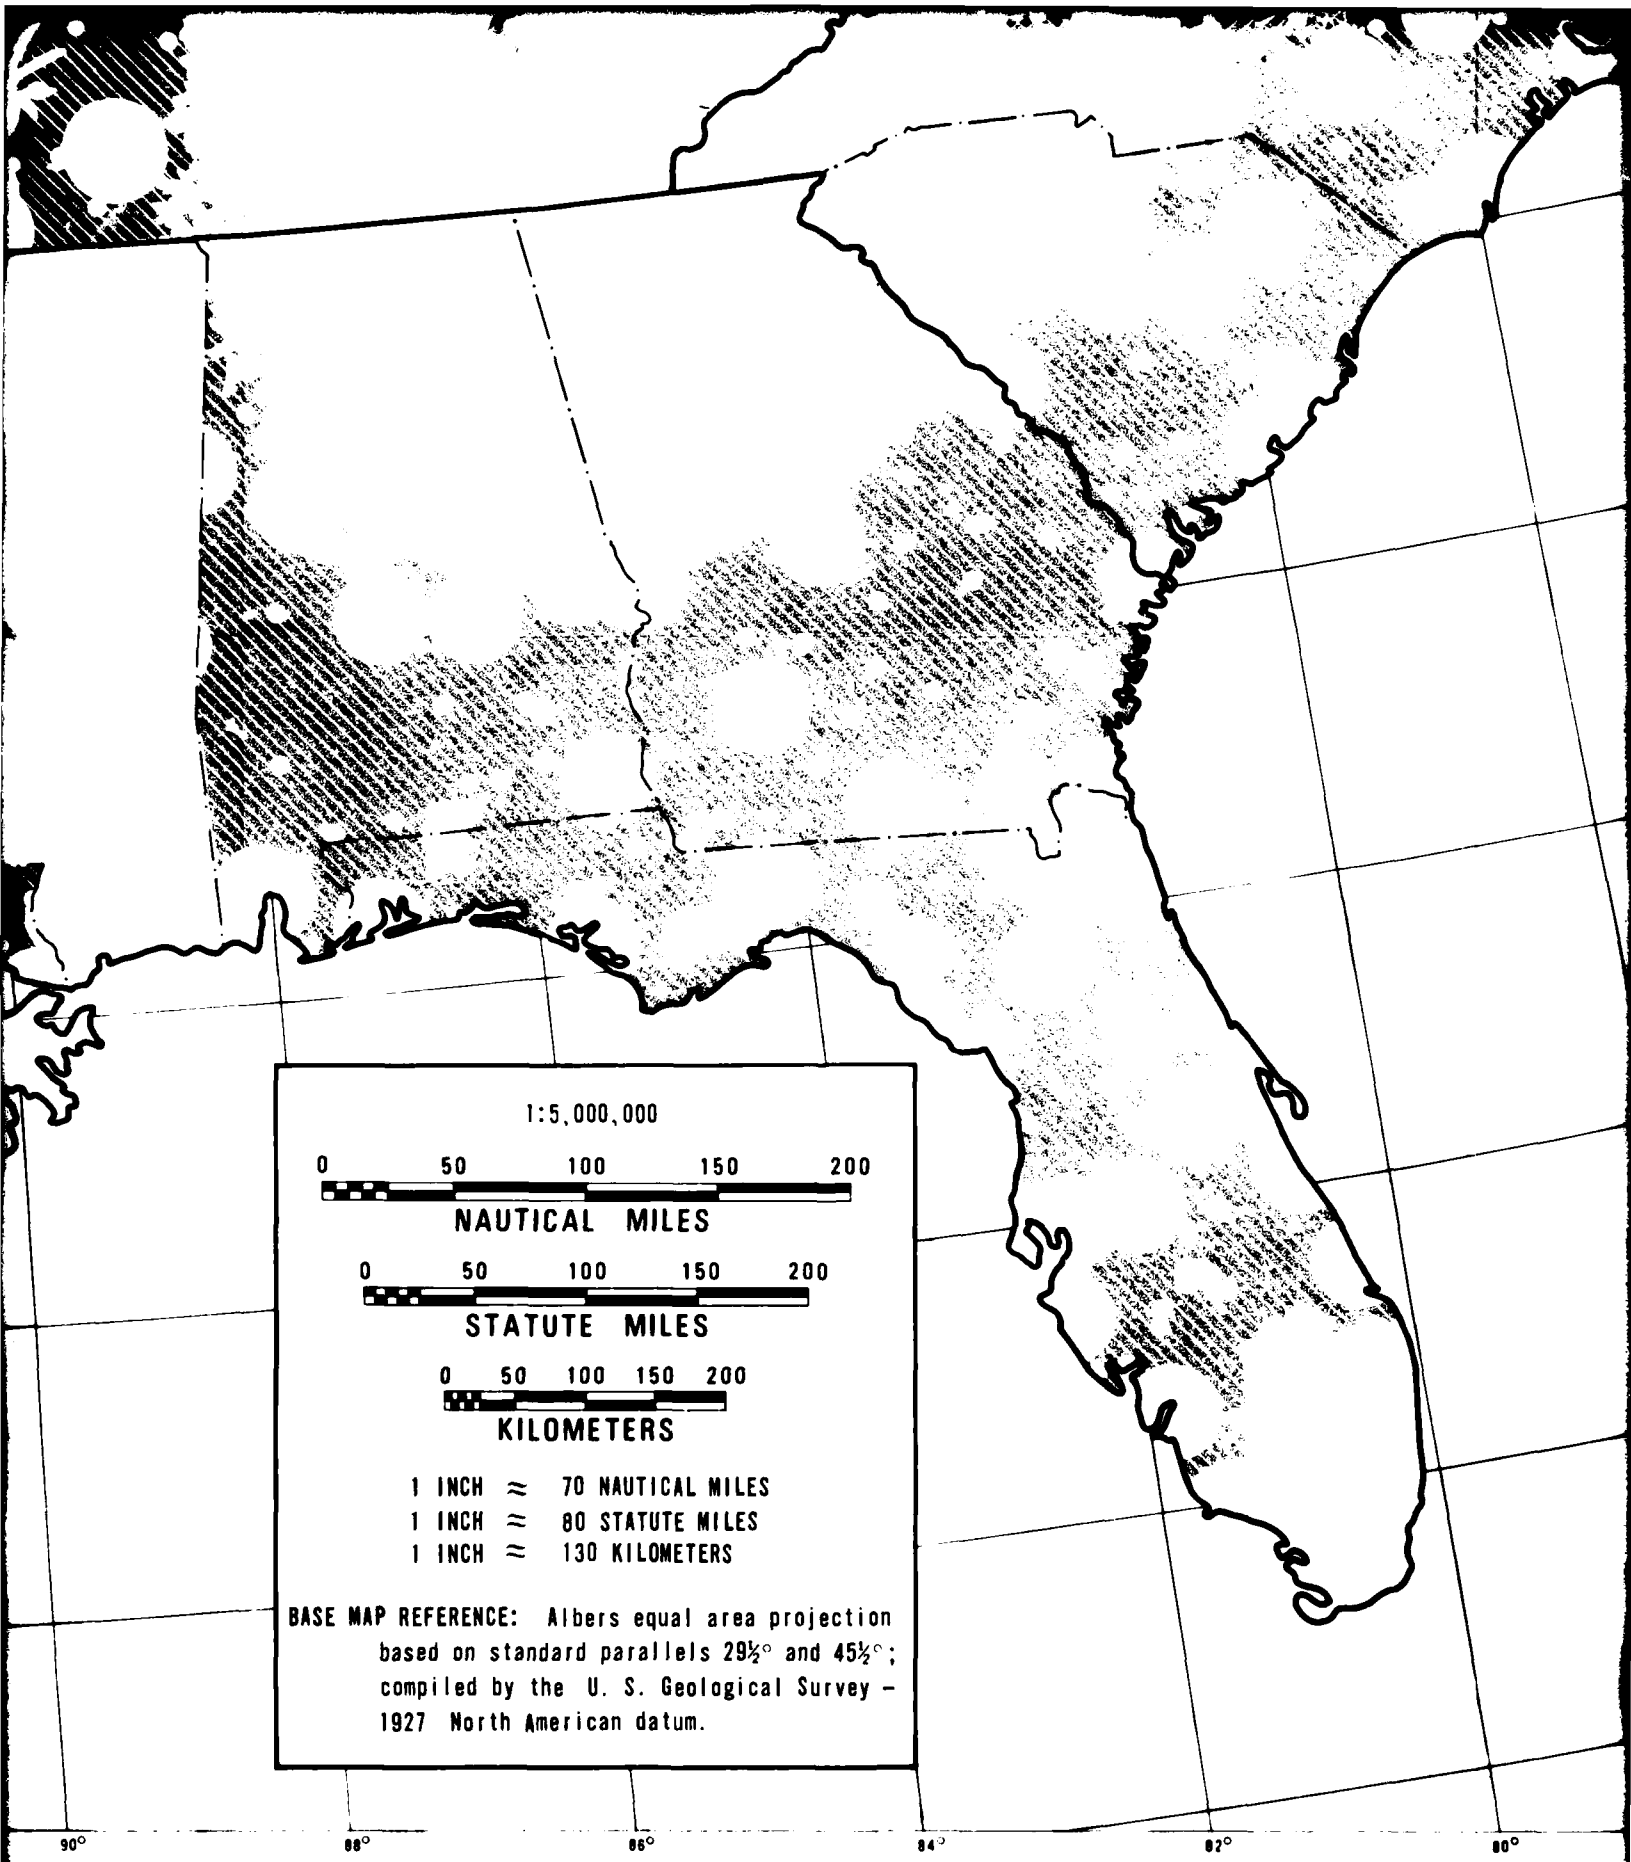 1:5,000,000
0 50 100 150 200
NAUTICAL MILES
0 50 100 150 200
STATUTE MILES
0 50 100 150 200
KILOMETERS
1 INCH ≈ 70 NAUTICAL MILES
1 INCH ≈ 80 STATUTE MILES
1 INCH ≈ 130 KILOMETERS
BASE MAP REFERENCE: Albers equal area projection
based on standard parallels 29½° and 45½°;
compiled by the U. S. Geological Survey –
1927 North American datum.
90° 88° 86° 84° 82° 80°